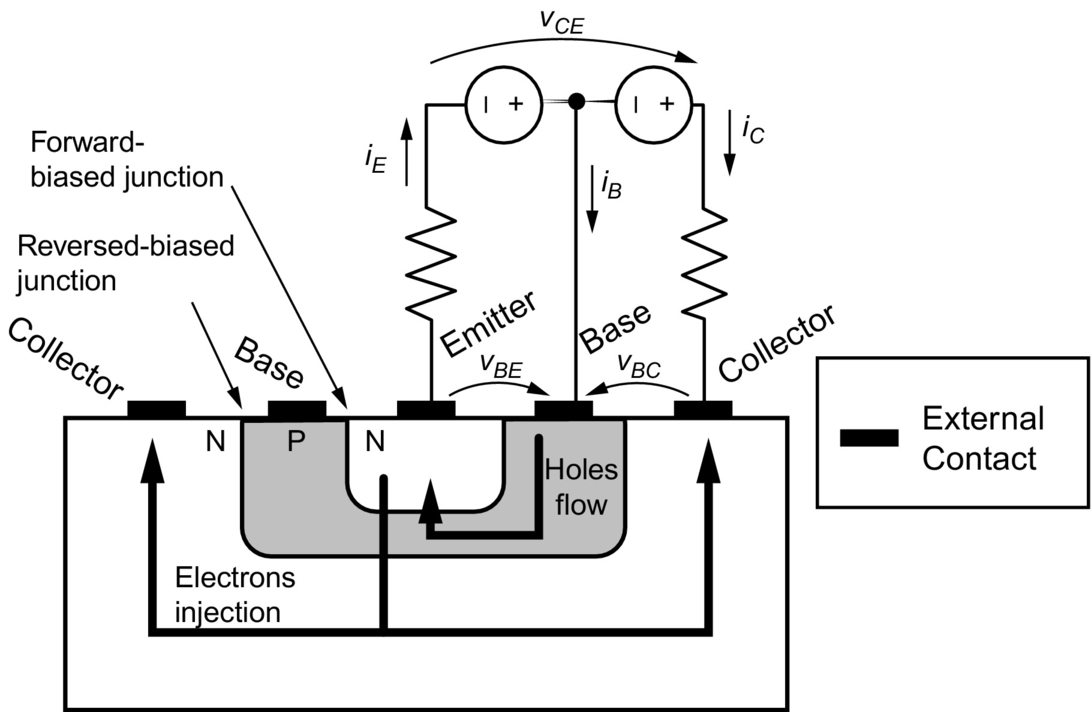 v_CE
− +
− +
i_E
i_C
i_B
Forward-
biased junction
Reversed-biased
junction
Collector
Base
Emitter
Base
Collector
v_BE
v_BC
N
P
N
Holes
flow
Electrons
injection
External
Contact